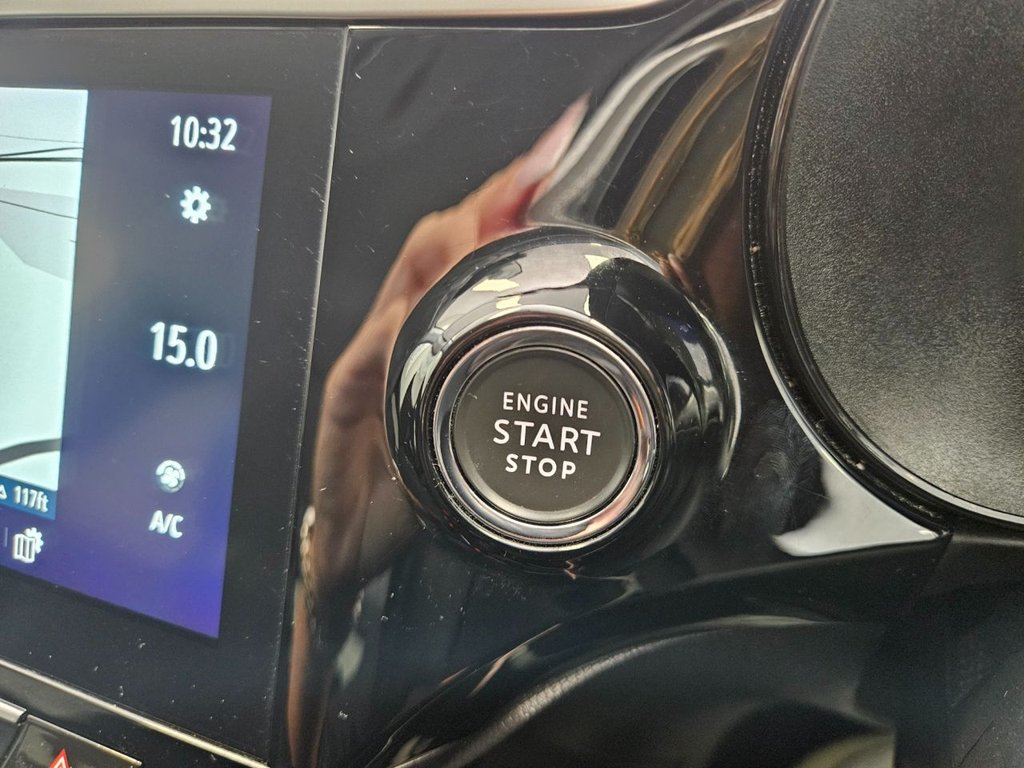 10:32
15.0
A/C
117ft
ENGINE
START
STOP